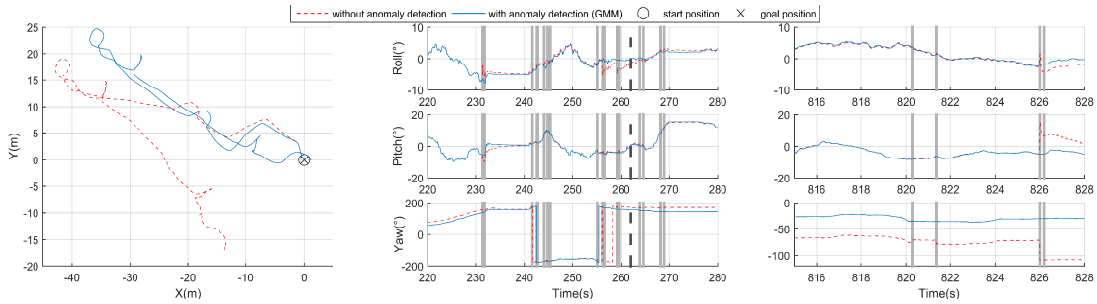 without anomaly detection with anomaly detection (GMM) start position goal position
25
20
15
10
5
0
-5
-10
-15
-20
Y(m)
-40 -30 -20 -10 0
X(m)
10
0
-10
Roll(°)
220 230 240 250 260 270 280
20
0
-20
Pitch(°)
220 230 240 250 260 270 280
200
0
200
Yaw(°)
220 230 240 250 260 270 280
Time(s)
10
0
-10
816 818 820 822 824 826 828
20
0
-20
816 818 820 822 824 826 828
0
-50
-100
816 818 820 822 824 826 828
Time(s)